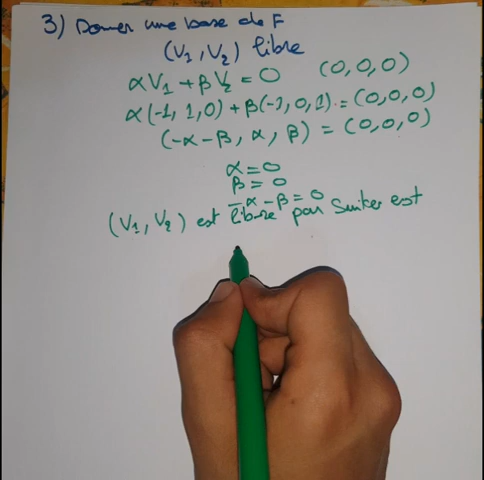 3) Donner une base de F
(V₁, V₂) libre
αV₁ + βV₂ = 0 (0,0,0)
α(-1, 1, 0) + β(-1, 0, 1) = (0,0,0)
(-α-β, α, β) = (0,0,0)
α=0
β=0
-α-β=0
(V₁, V₂) est libre par suiter est